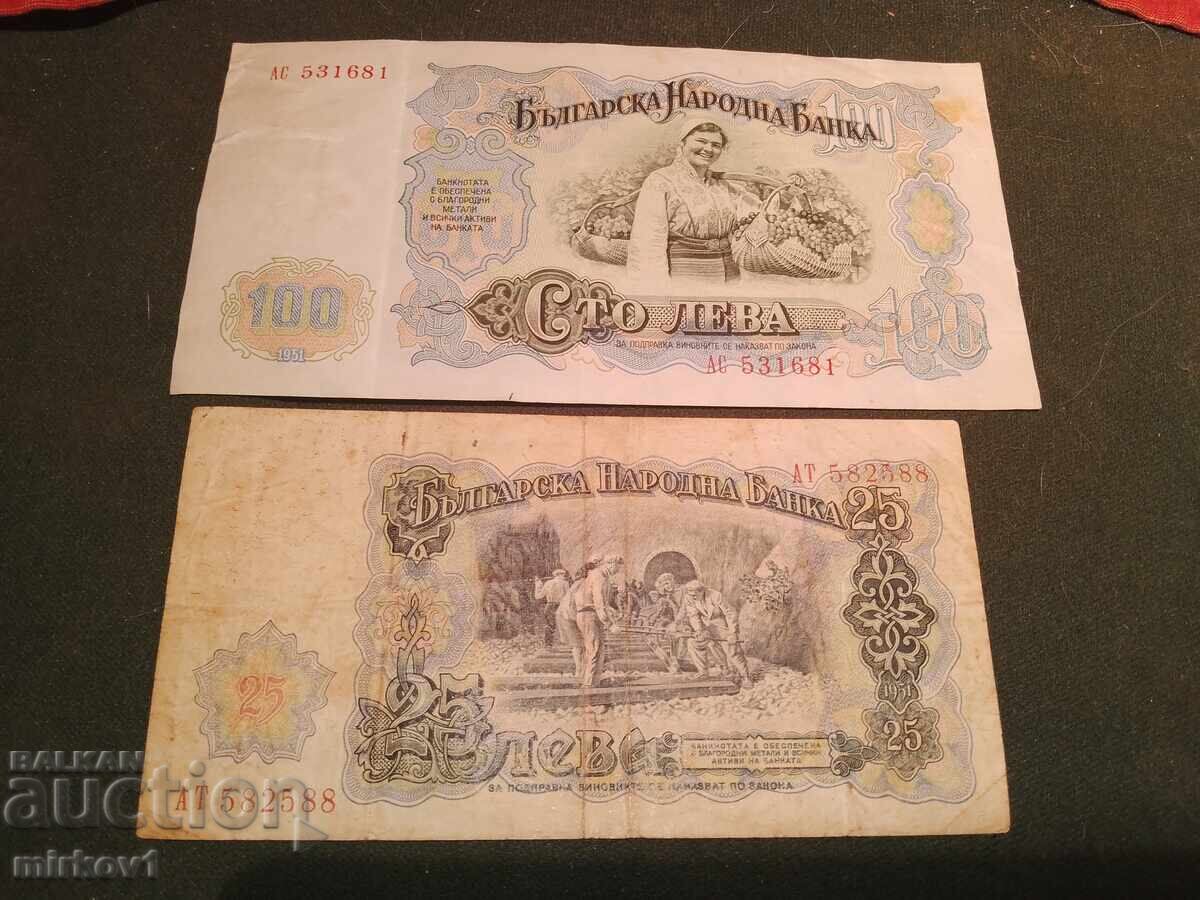 АС 531681
БЪЛГАРСКА НАРОДНА БАНКА
100
БАНКНОТАТА
Е ОБЕСПЕЧЕНА
С БЛАГОРОДНИ
МЕТАЛИ
И ВСИЧКИ АКТИВИ
НА БАНКАТА
100
1951
СТО ЛЕВА
100
ЗА ПОДПРАВКА ВИНОВНИТЕ СЕ НАКАЗВАТ ПО ЗАКОНА
АС 531681
АТ 582588
БЪЛГАРСКА НАРОДНА БАНКА
25
25
1951
25
25
ЛЕВА
БАНКНОТАТА Е ОБЕСПЕЧЕНА
С БЛАГОРОДНИ МЕТАЛИ И ВСИЧКИ
АКТИВИ НА БАНКАТА
ЗА ПОДПРАВКА ВИНОВНИТЕ СЕ НАКАЗВАТ ПО ЗАКОНА
АТ 582588
BALKAN
auction
mirkov1